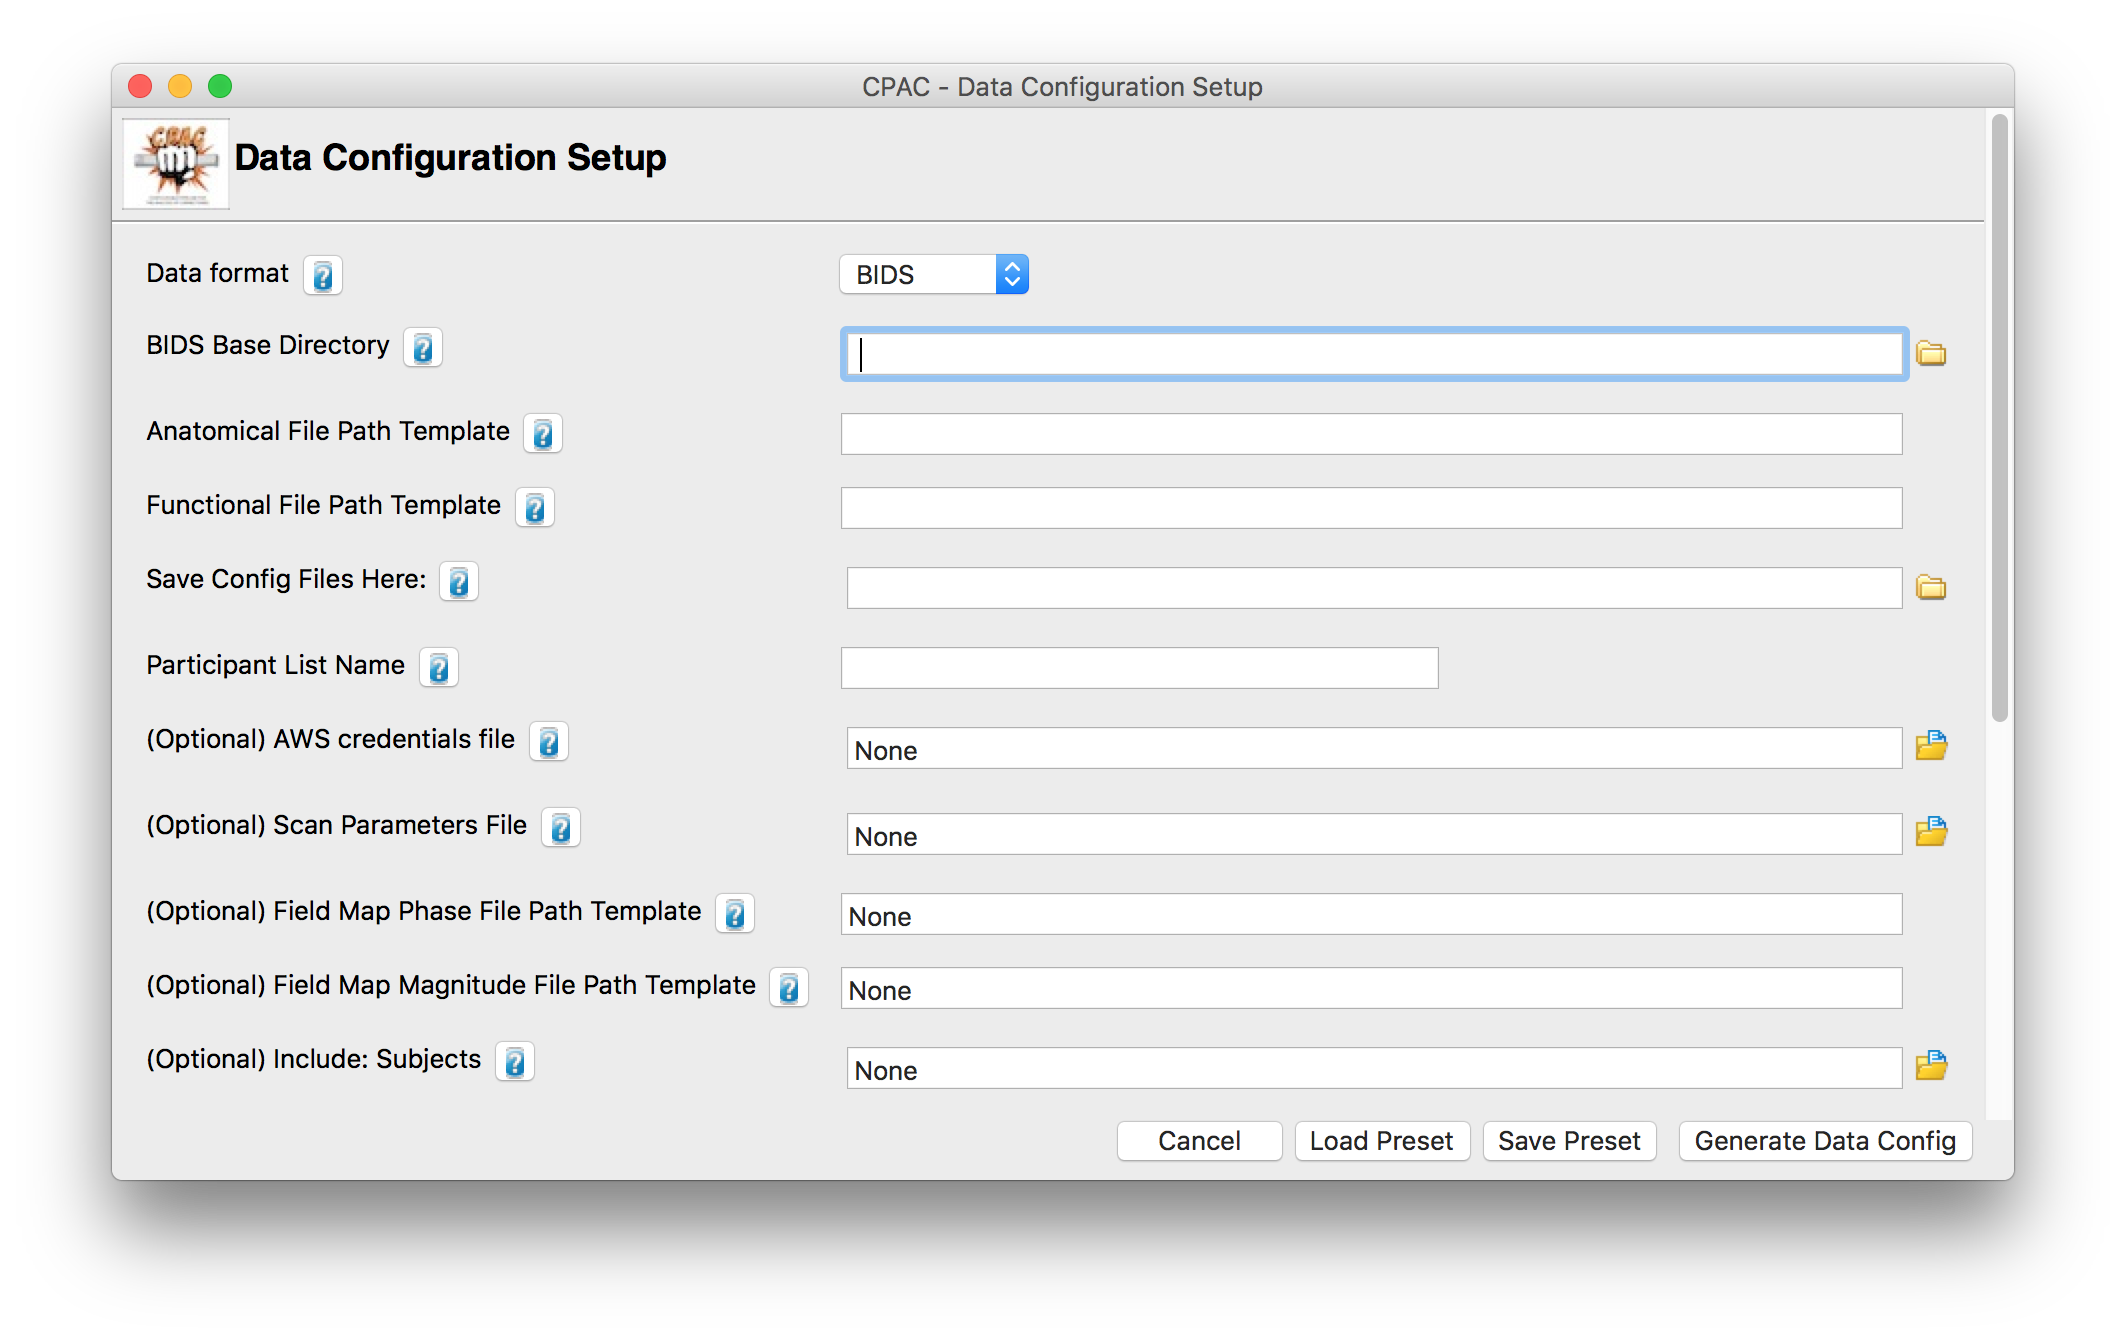 CPAC - Data Configuration Setup
CPAC
Data Configuration Setup
Data format ? BIDS
BIDS Base Directory ?
Anatomical File Path Template ?
Functional File Path Template ?
Save Config Files Here: ?
Participant List Name ?
(Optional) AWS credentials file ? None
(Optional) Scan Parameters File ? None
(Optional) Field Map Phase File Path Template ? None
(Optional) Field Map Magnitude File Path Template ? None
(Optional) Include: Subjects ? None
Cancel Load Preset Save Preset Generate Data Config